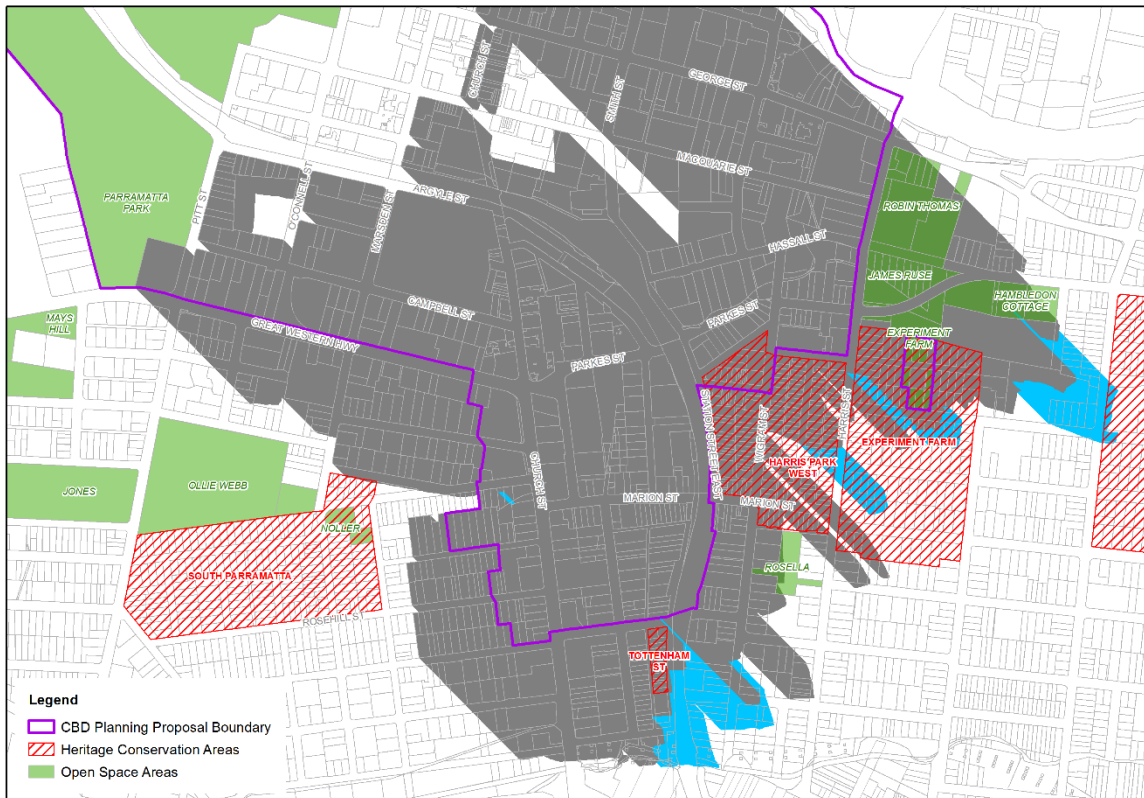 CHURCH ST
GEORGE ST
SMITH ST
MACQUARIE ST
PARRAMATTA
PARK
PITT ST
O'CONNELL ST
MARSDEN ST
ARGYLE ST
ROBIN THOMAS
HASSALL ST
JAMES RUSE
HAMBLEDON
COTTAGE
MAYS
HILL
CAMPBELL ST
GREAT WESTERN HWY
PARKES ST
PARKES ST
EXPERIMENT
FARM
STATION STREET EAST
WIGRAM ST
HARRIS ST
EXPERIMENT FARM
HARRIS PARK
WEST
JONES
OLLIE WEBB
NOLLER
CHURCH ST
MARION ST
MARION ST
ROSELLA
SOUTH PARRAMATTA
ROSEHILL ST
TOTTENHAM
ST
Legend
CBD Planning Proposal Boundary
Heritage Conservation Areas
Open Space Areas